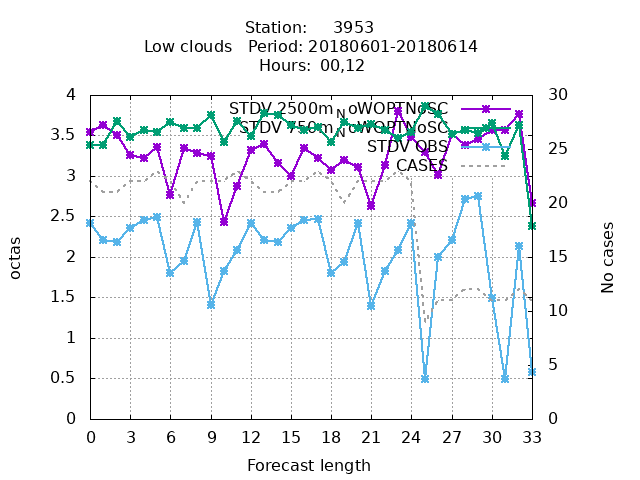 Station: 3953
Low clouds Period: 20180601-20180614
Hours: 00,12
STDV 2500m NoWOPTNoSC
STDV 750m NoWOPTNoSC
STDV OBS
CASES
4
3.5
3
2.5
2
1.5
1
0.5
0
30
25
20
15
10
5
0
octas
No cases
0 3 6 9 12 15 18 21 24 27 30 33
Forecast length